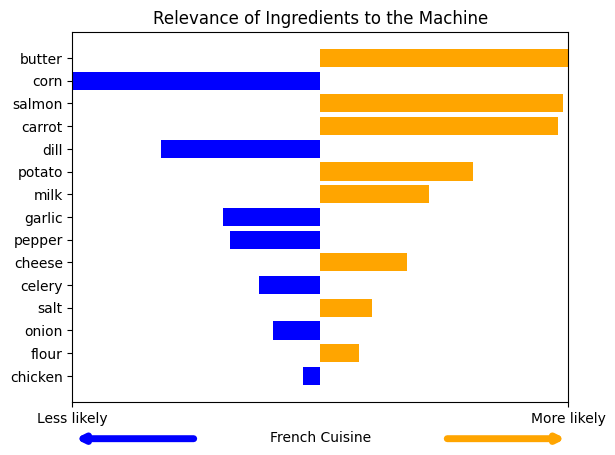 Relevance of Ingredients to the Machine
butter
corn
salmon
carrot
dill
potato
milk
garlic
pepper
cheese
celery
salt
onion
flour
chicken
Less likely
More likely
French Cuisine